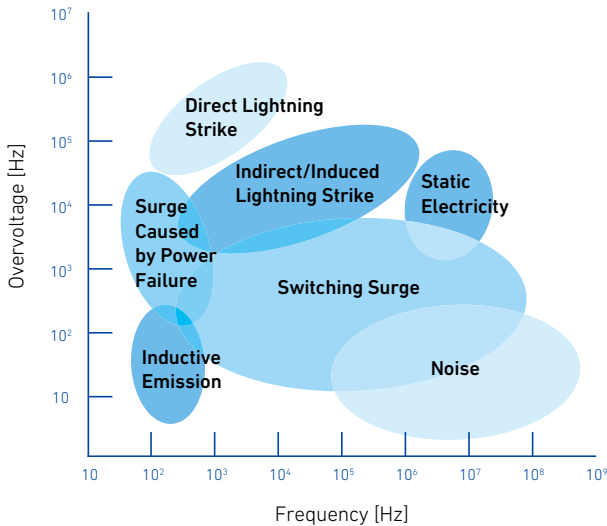 10⁷
10⁶
10⁵
10⁴
10³
10²
10
Overvoltage [Hz]
Direct Lightning
Strike
Indirect/Induced
Lightning Strike
Static
Electricity
Surge
Caused
by Power
Failure
Switching Surge
Inductive
Emission
Noise
10
10²
10³
10⁴
10⁵
10⁶
10⁷
10⁸
10⁹
Frequency [Hz]